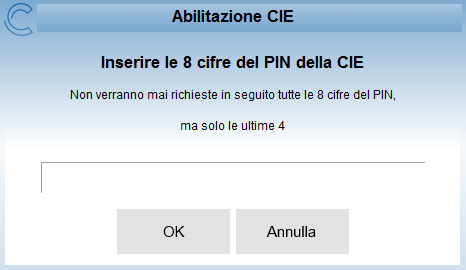 Abilitazione CIE
Inserire le 8 cifre del PIN della CIE
Non verranno mai richieste in seguito tutte le 8 cifre del PIN,
ma solo le ultime 4
OK Annulla